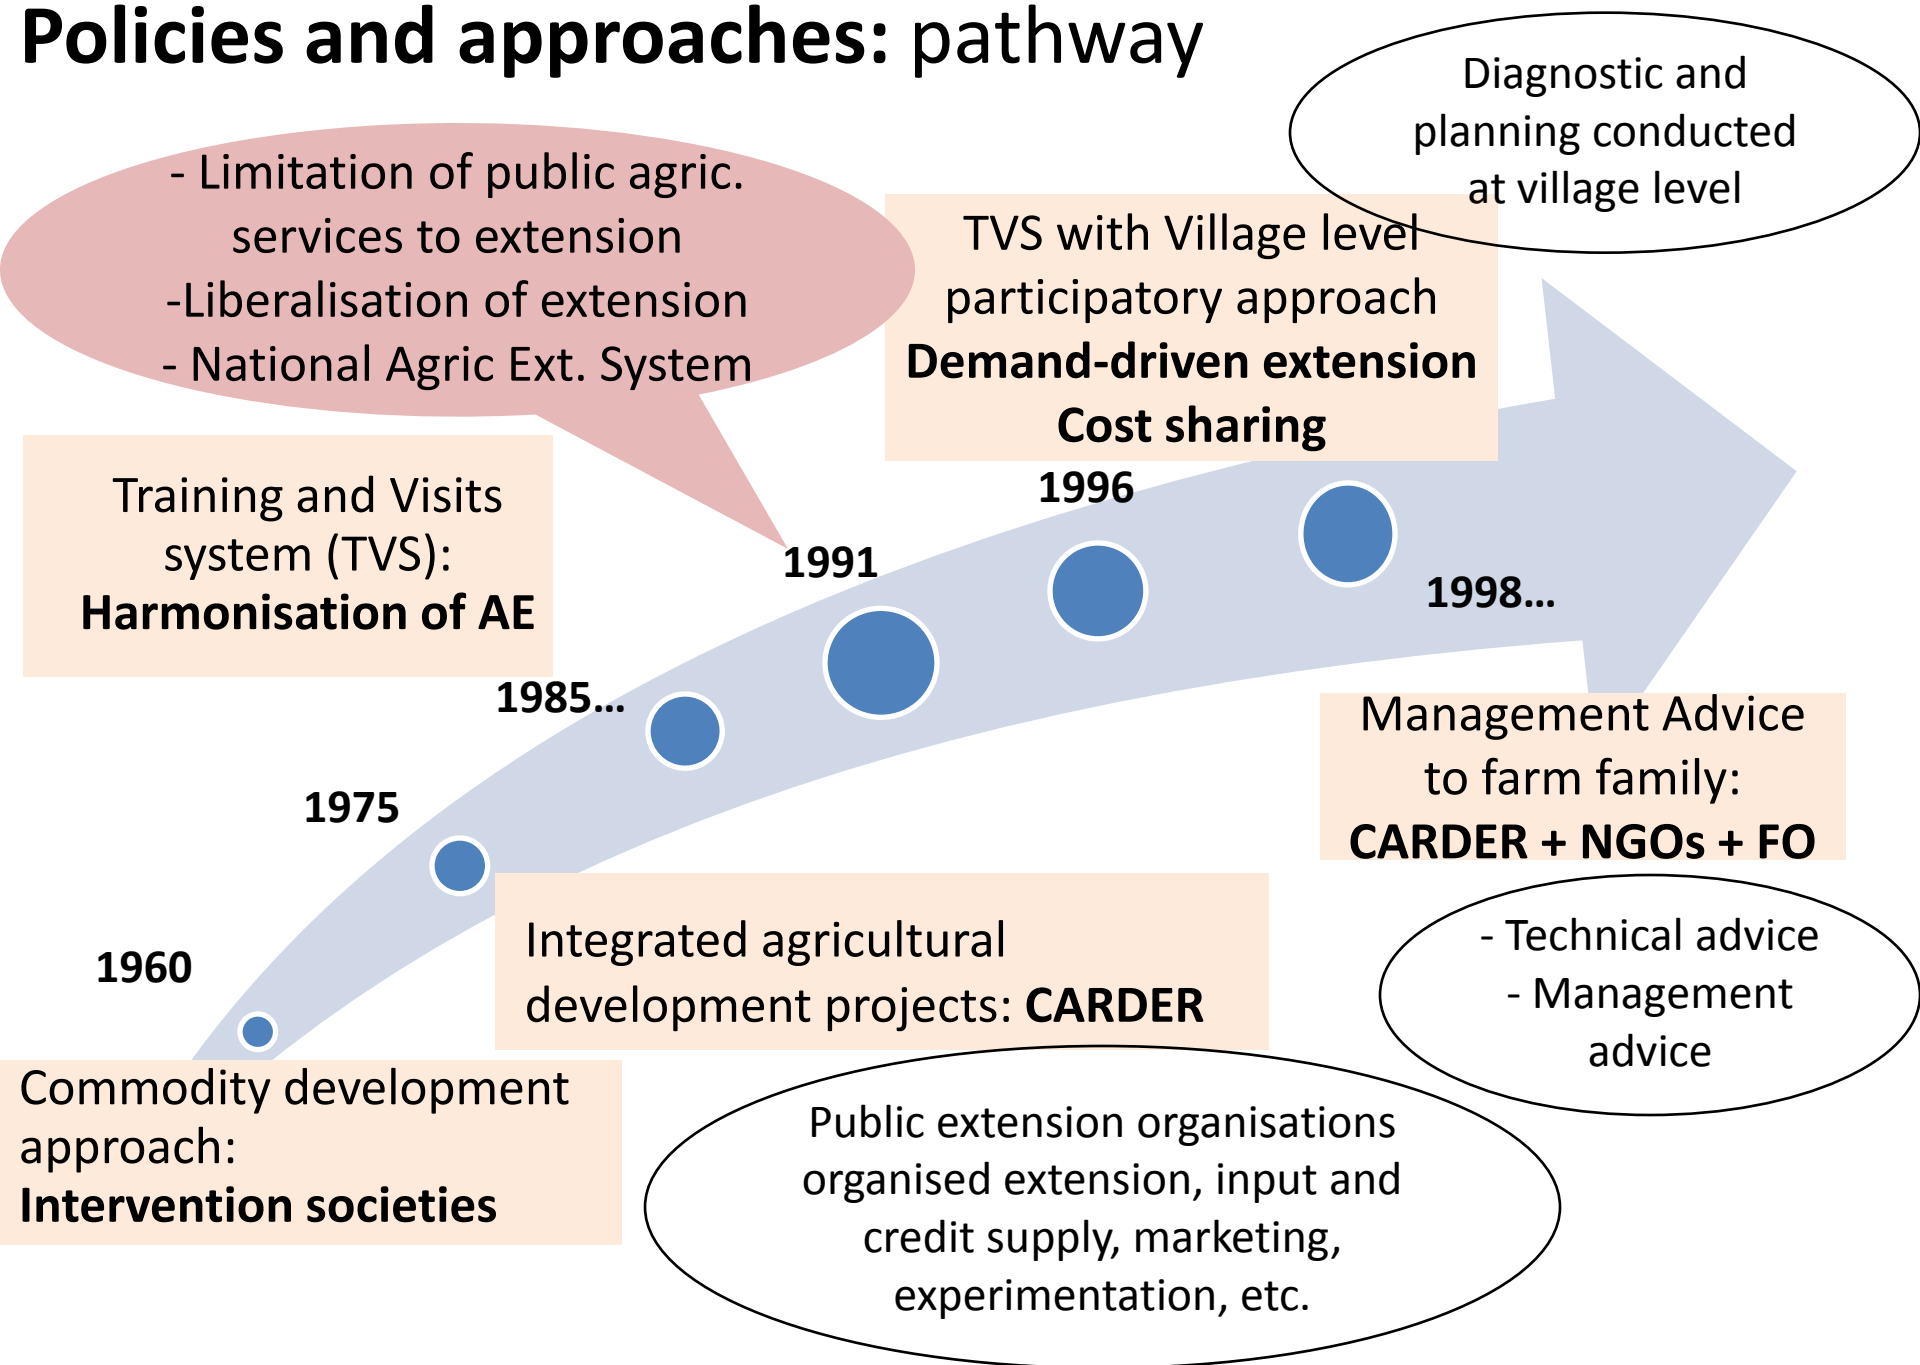 Policies and approaches: pathway
Diagnostic and
planning conducted
at village level
- Limitation of public agric.
services to extension
-Liberalisation of extension
- National Agric Ext. System
TVS with Village level
participatory approach
Demand-driven extension
Cost sharing
Training and Visits
system (TVS):
Harmonisation of AE
1996
1991
1998...
1985...
1975
1960
Management Advice
to farm family:
CARDER + NGOs + FO
Integrated agricultural
development projects: CARDER
- Technical advice
- Management
advice
Commodity development
approach:
Intervention societies
Public extension organisations
organised extension, input and
credit supply, marketing,
experimentation, etc.